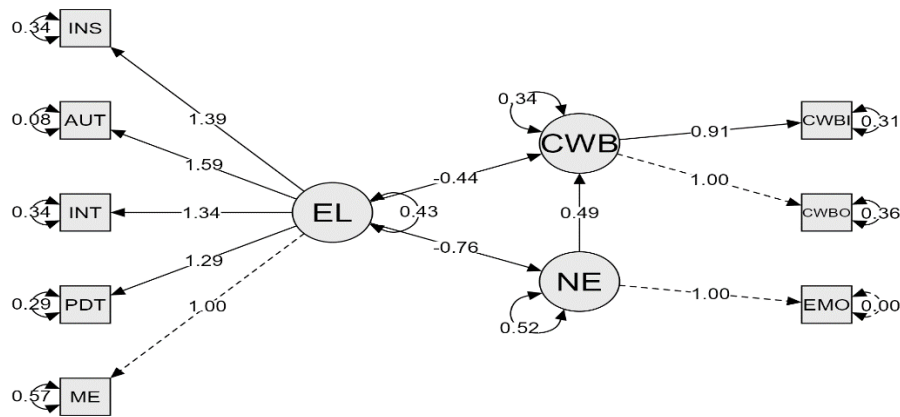 0.34 INS
1.39
0.08 AUT
1.59
0.34 INT
1.34
0.29 PDT
1.29
0.57 ME
1.00
EL
0.43
-0.44
-0.76
0.34
CWB
0.49
NE
0.52
0.91
CWBI 0.31
1.00
CWBO 0.36
1.00
EMO 0.00